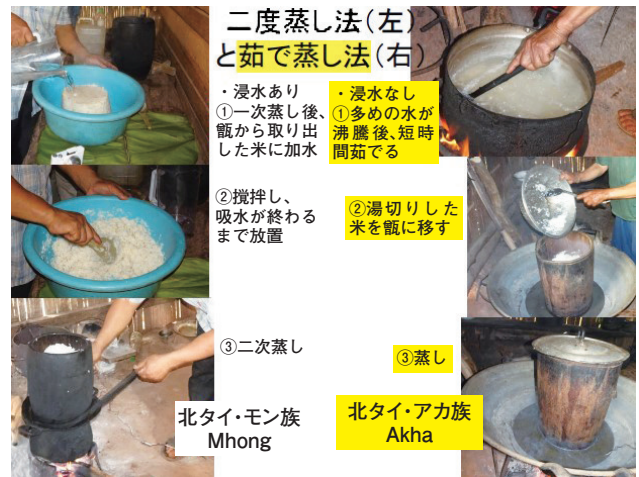 二度蒸し法(左)
と茹で蒸し法(右)
・浸水あり
①一次蒸し後、
甑から取り出
した米に加水
・浸水なし
①多めの水が
沸騰後、短時
間茹でる
②撹拌し、
吸水が終わる
まで放置
②湯切りした
米を甑に移す
③二次蒸し
③蒸し
北タイ・モン族
Mhong
北タイ・アカ族
Akha